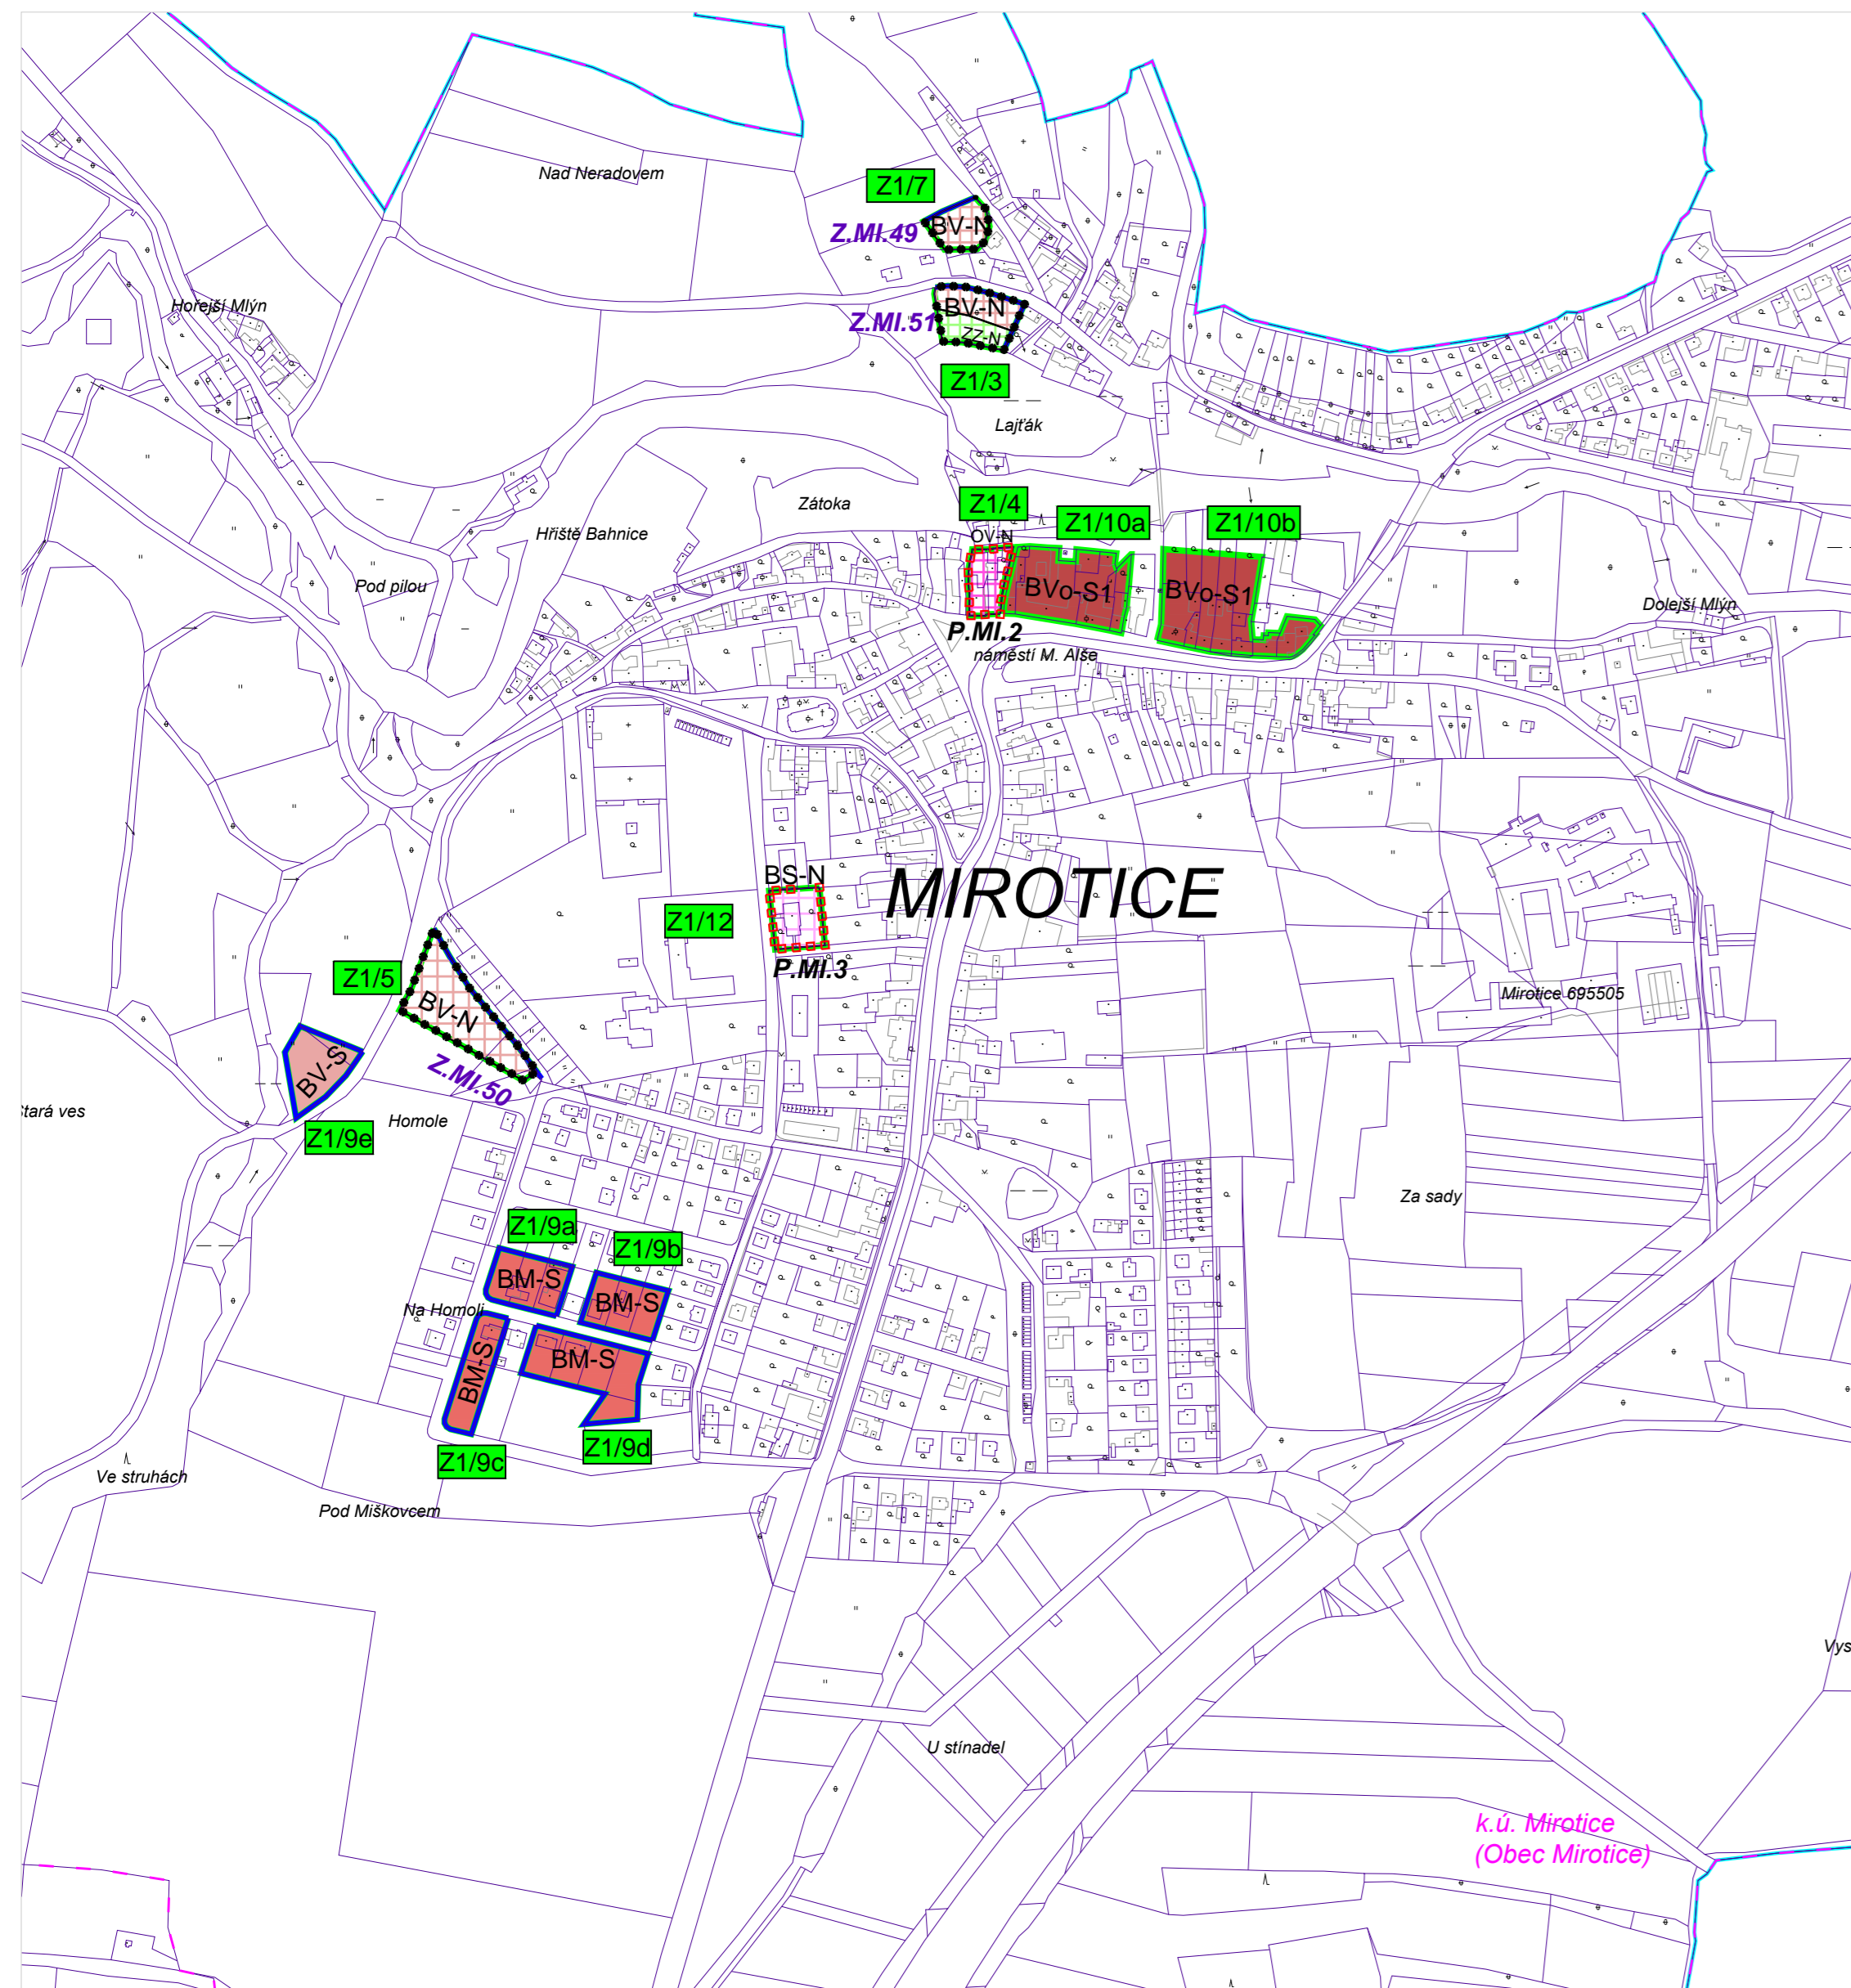 Nad Neradovem
Z1/7
BV-N
Z.MI.49
Hořejší Mlýn
BV-N
Z.MI.51
ZZ-N
Z1/3
Lajťák
Zátoka
Z1/4
Z1/10a
Z1/10b
Hřiště Bahnice
OV-N
Pod pilou
BVo-S1
BVo-S1
Dolejší Mlýn
P.MI.2
náměstí M. Alše
BS-N
MIROTICE
Z1/12
P.MI.3
Z1/5
Mirotice 695505
BV-N
BV-S
Z.MI.50
Stará ves
Homole
Z1/9e
Za sady
Z1/9a
Z1/9b
BM-S
BM-S
Na Homoli
BM-S
BM-S
Z1/9d
Z1/9c
Ve struhách
Pod Miškovcem
Vys
U stínadel
k.ú. Mirotice
(Obec Mirotice)